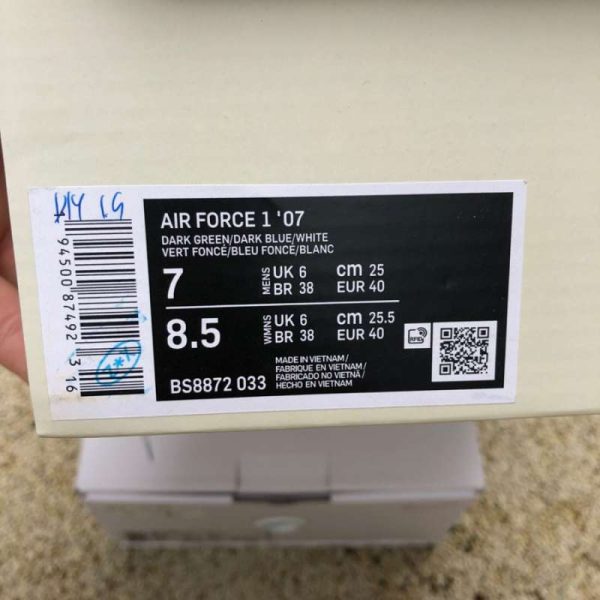 AIR FORCE 1 '07
DARK GREEN/DARK BLUE/WHITE
VERT FONCÉ/BLEU FONCÉ/BLANC
7 MENS UK 6 cm 25
BR 38 EUR 40
8.5 WMNS UK 6 cm 25.5
BR 38 EUR 40
MADE IN VIETNAM/
FABRIQUE EN VIETNAM/
FABRICADO NO VIETNÃ/
HECHO EN VIETNAM
BS8872 033
RFID
94500 87492 3 16